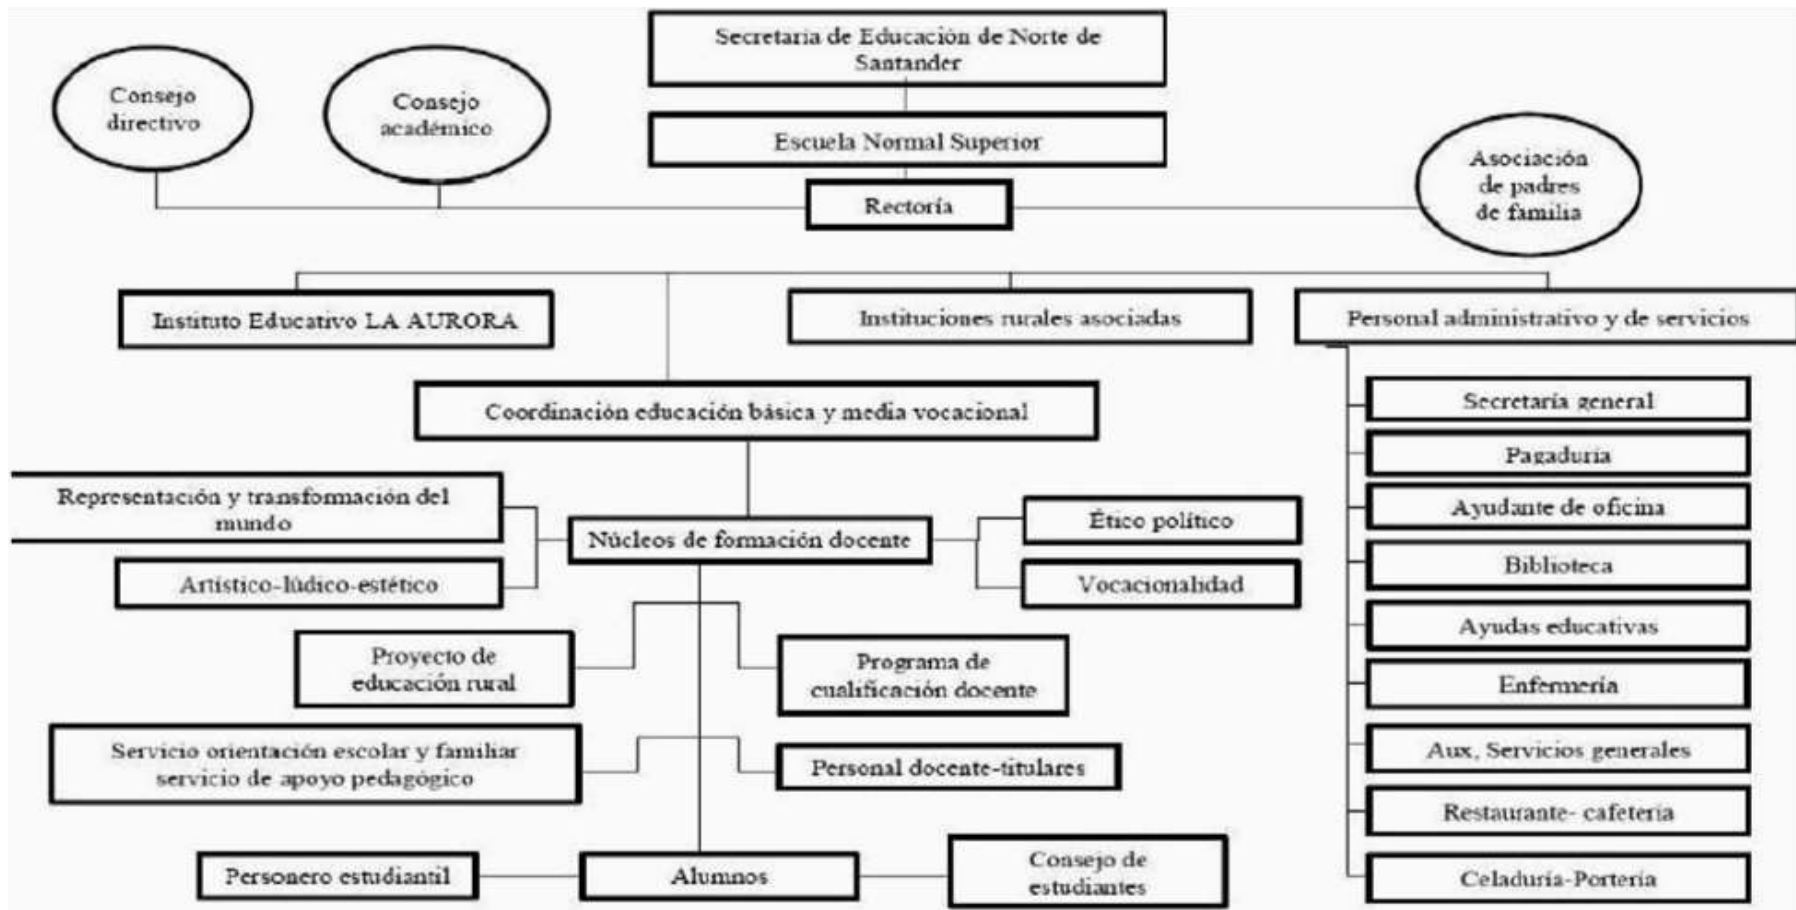 Secretaría de Educación de Norte de
Santander
Consejo
directivo
Consejo
académico
Escuela Normal Superior
Asociación
de padres
de familia
Rectoría
Instituto Educativo LA AURORA
Instituciones rurales asociadas
Personal administrativo y de servicios
Coordinación educación básica y media vocacional
Secretaría general
Pagaduría
Representación y transformación del
mundo
Núcleos de formación docente
Ético político
Ayudante de oficina
Artístico-lúdico-estético
Vocacionalidad
Biblioteca
Proyecto de
educación rural
Programa de
cualificación docente
Ayudas educativas
Enfermería
Servicio orientación escolar y familiar
servicio de apoyo pedagógico
Personal docente-titulares
Aux, Servicios generales
Restaurante- cafetería
Personero estudiantil
Alumnos
Consejo de
estudiantes
Celaduría-Portería